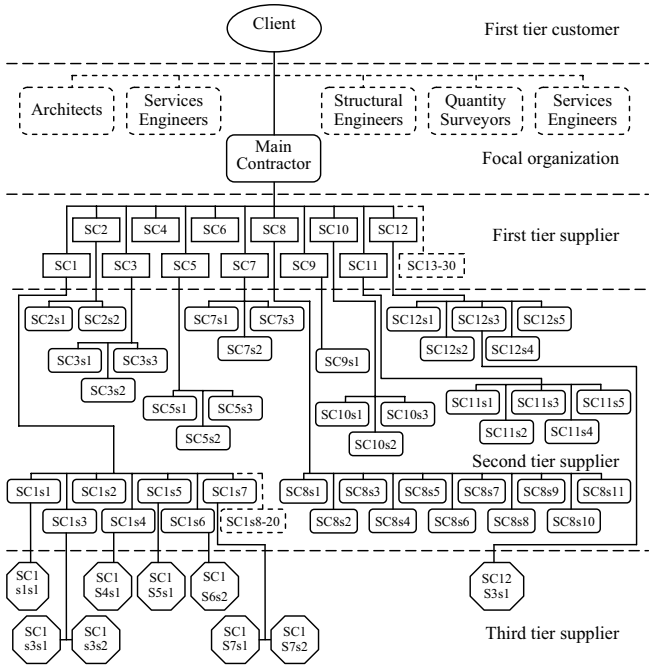 Client
First tier customer
Architects
Services
Engineers
Structural
Engineers
Quantity
Surveyors
Services
Engineers
Main
Contractor
Focal organization
SC2
SC4
SC6
SC8
SC10
SC12
First tier supplier
SC1
SC3
SC5
SC7
SC9
SC11
SC13-30
SC2s1
SC2s2
SC7s1
SC7s3
SC12s1
SC12s3
SC12s5
SC3s1
SC3s3
SC7s2
SC12s2
SC12s4
SC9s1
SC3s2
SC5s1
SC5s3
SC10s1
SC10s3
SC11s1
SC11s3
SC11s5
SC5s2
SC10s2
SC11s2
SC11s4
Second tier supplier
SC1s1
SC1s2
SC1s5
SC1s7
SC8s1
SC8s3
SC8s5
SC8s7
SC8s9
SC8s11
SC1s3
SC1s4
SC1s6
SC1s8-20
SC8s2
SC8s4
SC8s6
SC8s8
SC8s10
SC1
s1s1
SC1
S4s1
SC1
S5s1
SC1
S6s2
SC12
S3s1
SC1
s3s1
SC1
s3s2
SC1
S7s1
SC1
S7s2
Third tier supplier